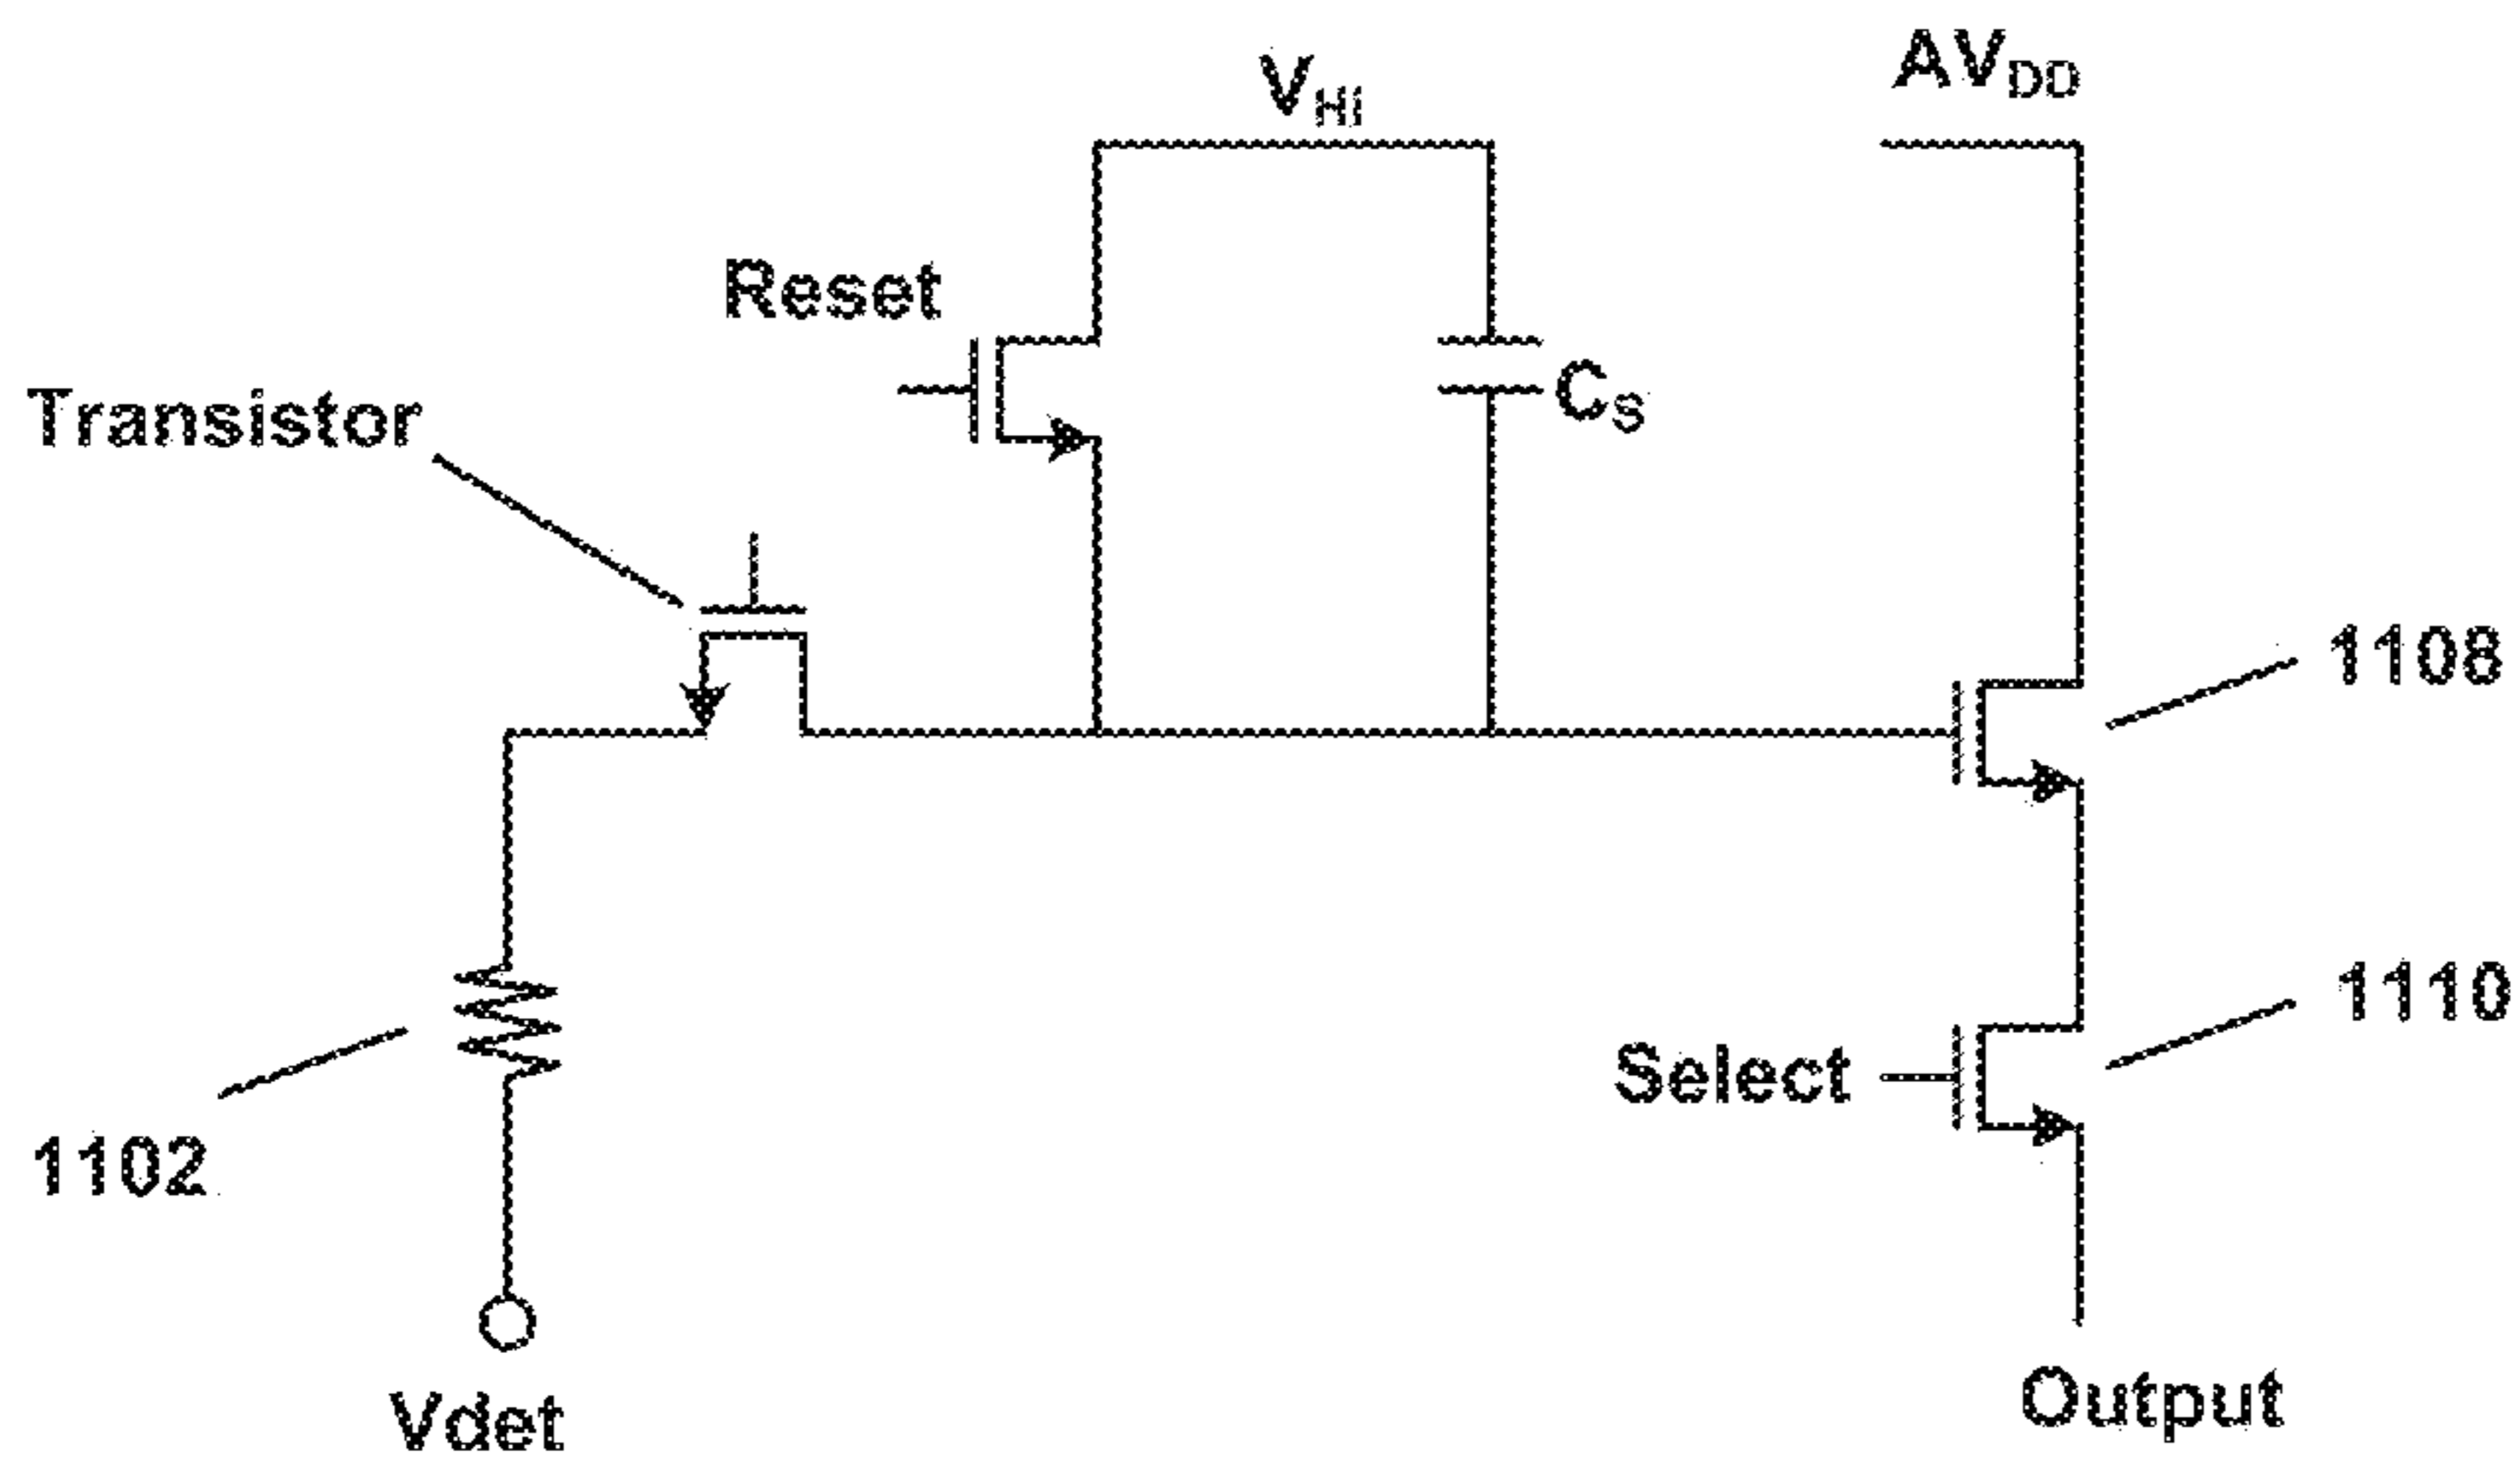 V_Hi
AV_DD
Reset
Transistor
C_S
1108
1110
Select
1102
Vdet
Output